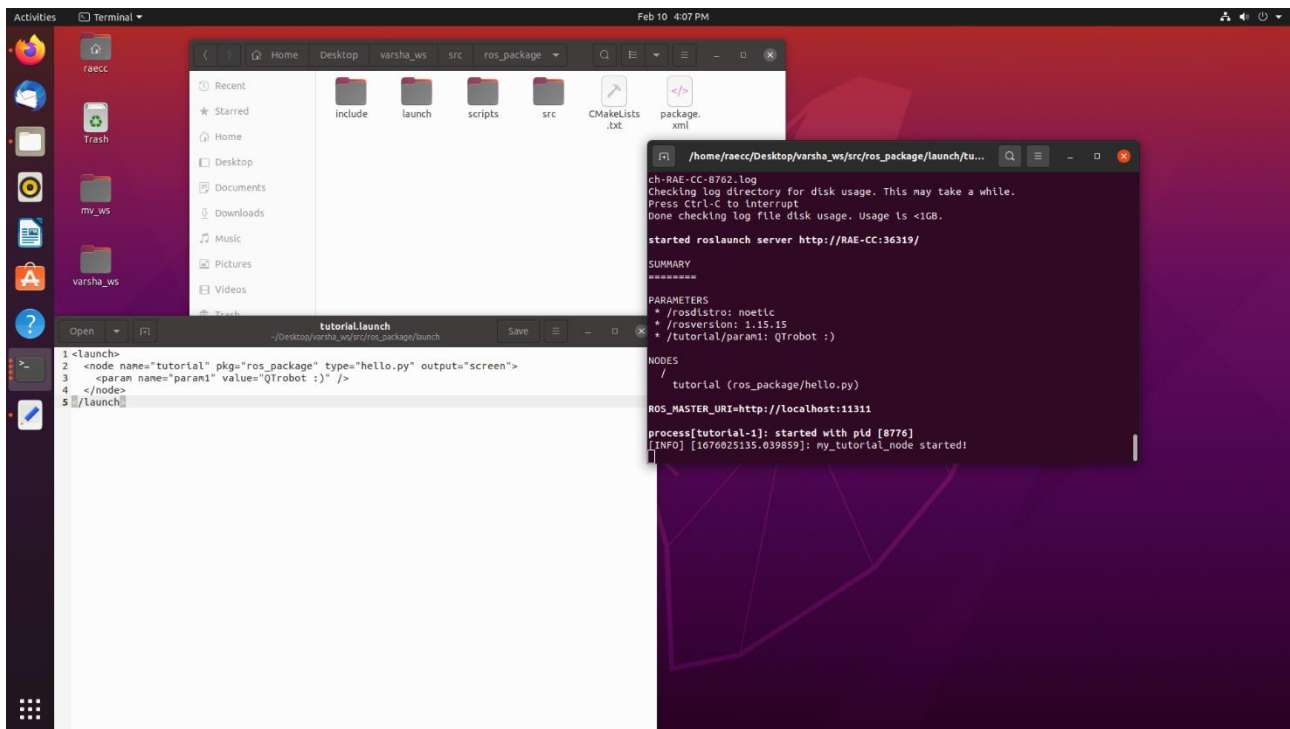 Activities
Terminal
Feb 10 4:07 PM
raecc
Trash
mv_ws
varsha_ws
Home
Desktop
varsha_ws
src
ros_package
Recent
Starred
Home
Desktop
Documents
Downloads
Music
Pictures
Videos
Trash
include
launch
scripts
src
CMakeLists
.txt
package.
xml
Open
tutorial.launch
~/Desktop/varsha_ws/src/ros_package/launch
Save
1 <launch>
2   <node name="tutorial" pkg="ros_package" type="hello.py" output="screen">
3     <param name="param1" value="QTrobot :)" />
4   </node>
5 </launch>
/home/raecc/Desktop/varsha_ws/src/ros_package/launch/tu...
ch-RAE-CC-8762.log
Checking log directory for disk usage. This may take a while.
Press Ctrl-C to interrupt
Done checking log file disk usage. Usage is <1GB.
started roslaunch server http://RAE-CC:36319/
SUMMARY
========
PARAMETERS
 * /rosdistro: noetic
 * /rosversion: 1.15.15
 * /tutorial/param1: QTrobot :)
NODES
  /
    tutorial (ros_package/hello.py)
ROS_MASTER_URI=http://localhost:11311
process[tutorial-1]: started with pid [8776]
[INFO] [1676025135.039859]: my_tutorial_node started!